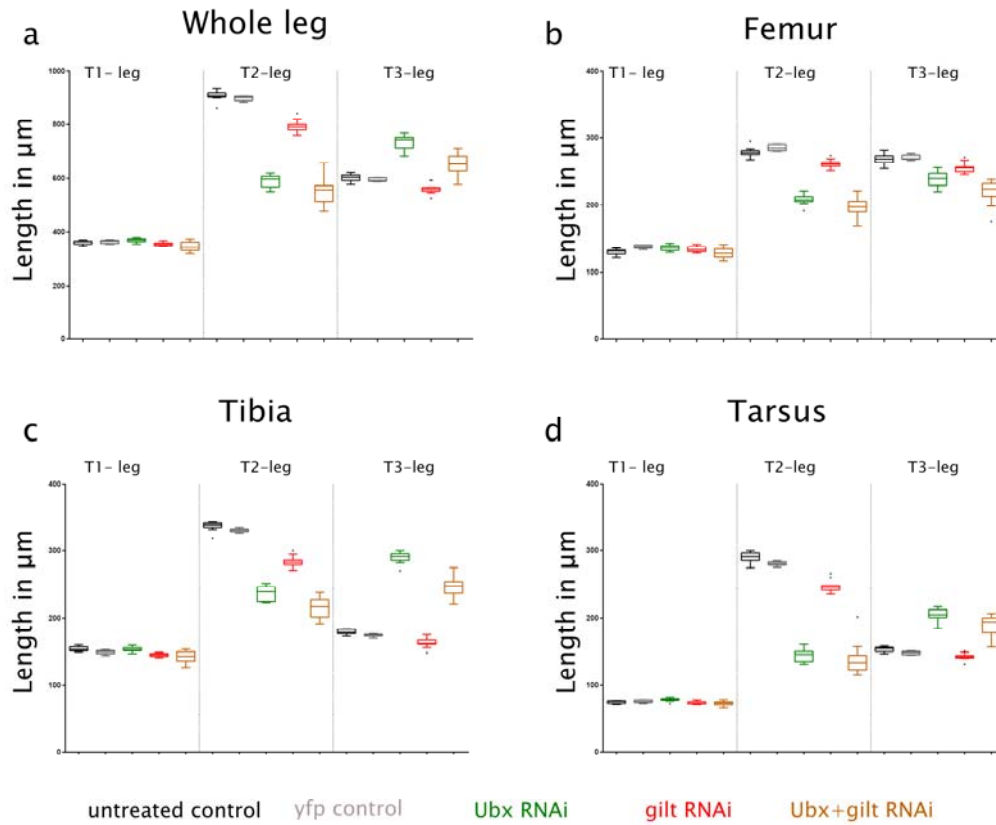 a
Whole leg
T1- leg
T2-leg
T3-leg
Length in µm
1000
800
600
400
200
0
b
Femur
T1- leg
T2-leg
T3-leg
Length in µm
400
300
200
100
0
c
Tibia
T1- leg
T2-leg
T3-leg
Length in µm
400
300
200
100
0
d
Tarsus
T1- leg
T2-leg
T3-leg
Length in µm
400
300
200
100
0
untreated control yfp control Ubx RNAi gilt RNAi Ubx+gilt RNAi